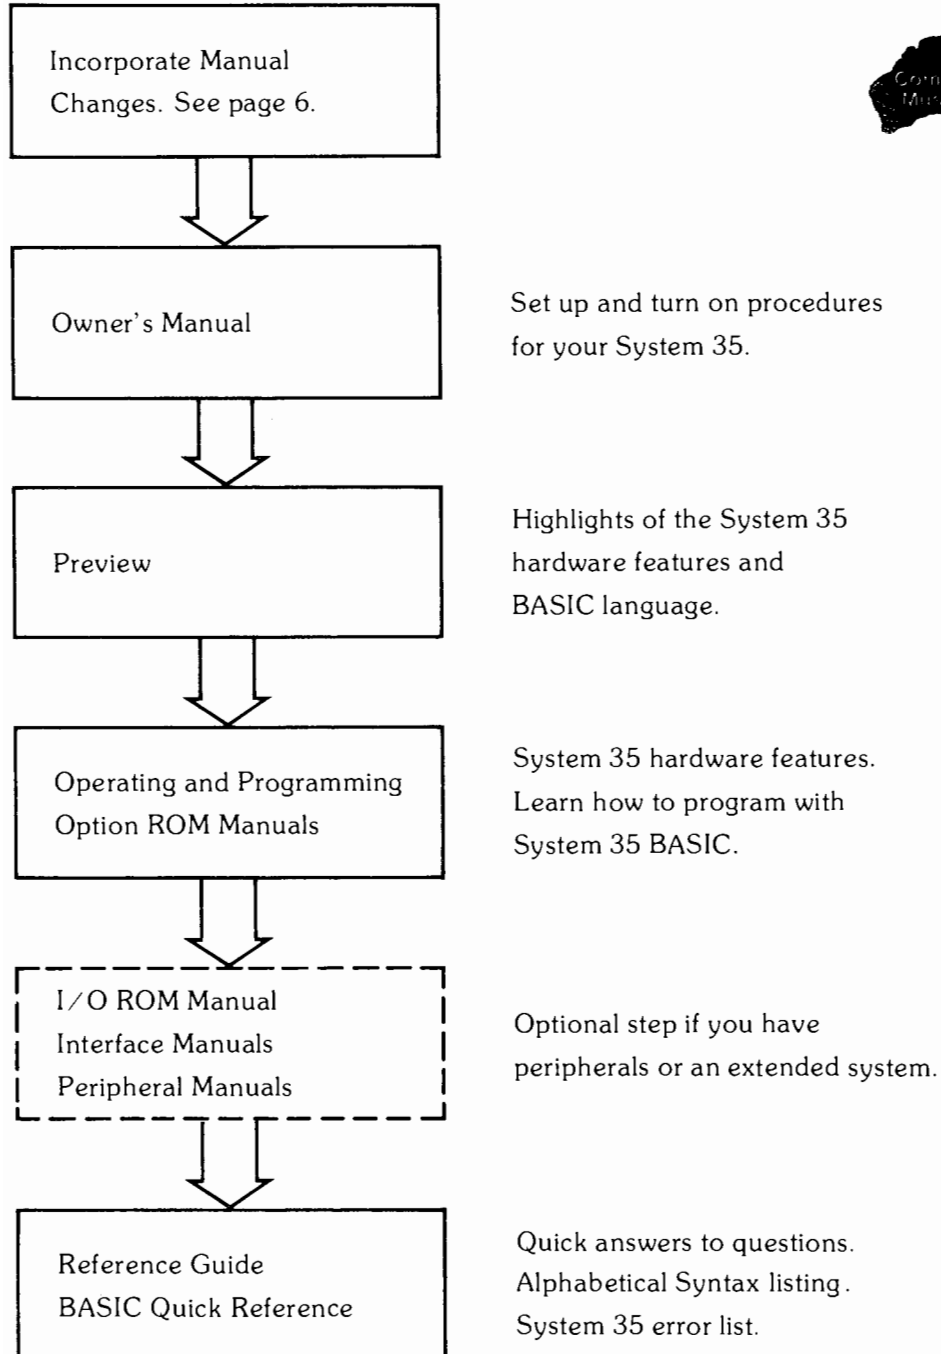 Incorporate Manual
Changes. See page 6.
Owner's Manual
Set up and turn on procedures
for your System 35.
Preview
Highlights of the System 35
hardware features and
BASIC language.
Operating and Programming
Option ROM Manuals
System 35 hardware features.
Learn how to program with
System 35 BASIC.
I/O ROM Manual
Interface Manuals
Peripheral Manuals
Optional step if you have
peripherals or an extended system.
Reference Guide
BASIC Quick Reference
Quick answers to questions.
Alphabetical Syntax listing.
System 35 error list.